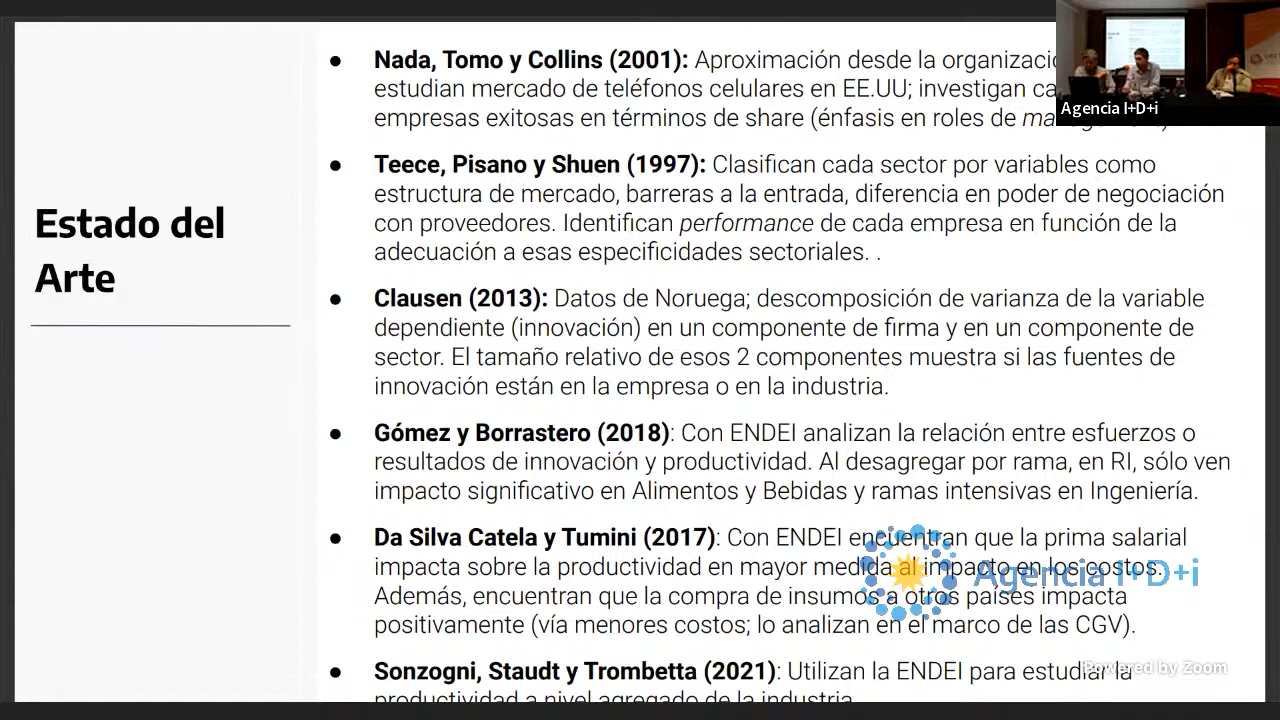 Estado del
Arte
● Nada, Tomo y Collins (2001): Aproximación desde la
estudian mercado de teléfonos celulares en EE.UU; investigan
empresas exitosas en términos de share (énfasis en roles de
● Teece, Pisano y Shuen (1997): Clasifican cada sector por variables como
estructura de mercado, barreras a la entrada, diferencia en poder de negociación
con proveedores. Identifican performance de cada empresa en función de la
adecuación a esas especificidades sectoriales. .
● Clausen (2013): Datos de Noruega; descomposición de varianza de la variable
dependiente (innovación) en un componente de firma y en un componente de
sector. El tamaño relativo de esos 2 componentes muestra si las fuentes de
innovación están en la empresa o en la industria.
● Gómez y Borrastero (2018): Con ENDEI analizan la relación entre esfuerzos o
resultados de innovación y productividad. Al desagregar por rama, en RI, sólo ven
impacto significativo en Alimentos y Bebidas y ramas intensivas en Ingeniería.
● Da Silva Catela y Tumini (2017): Con ENDEI encuentran que la prima salarial
impacta sobre la productividad en mayor medida al impacto en los costos.
Además, encuentran que la compra de insumos a otros países impacta
positivamente (vía menores costos; lo analizan en el marco de las CGV).
● Sonzogni, Staudt y Trombetta (2021): Utilizan la ENDEI para estudiar la
productividad a nivel agregado de la industria.
Agencia I+D+i
Agencia I+D+i
Powered by Zoom